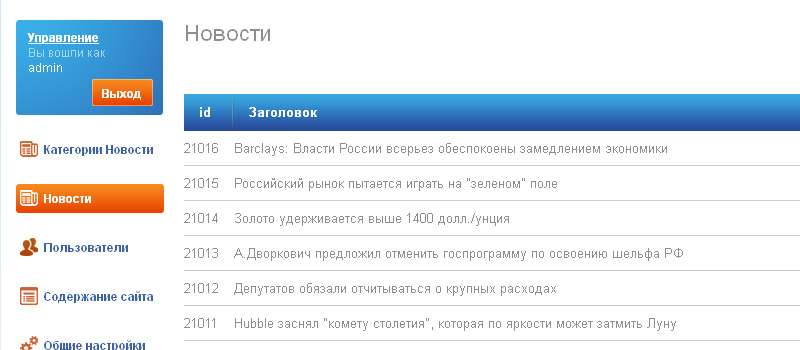 Управление
Вы вошли как
admin
Выход
Категории Новости
Новости
Пользователи
Содержание сайта
Общие настройки
Новости
id Заголовок
21016 Barclays: Власти России всерьез обеспокоены замедлением экономики
21015 Российский рынок пытается играть на "зеленом" поле
21014 Золото удерживается выше 1400 долл./унция
21013 А.Дворкович предложил отменить госпрограмму по освоению шельфа РФ
21012 Депутатов обязали отчитываться о крупных расходах
21011 Hubble заснял "комету столетия", которая по яркости может затмить Луну